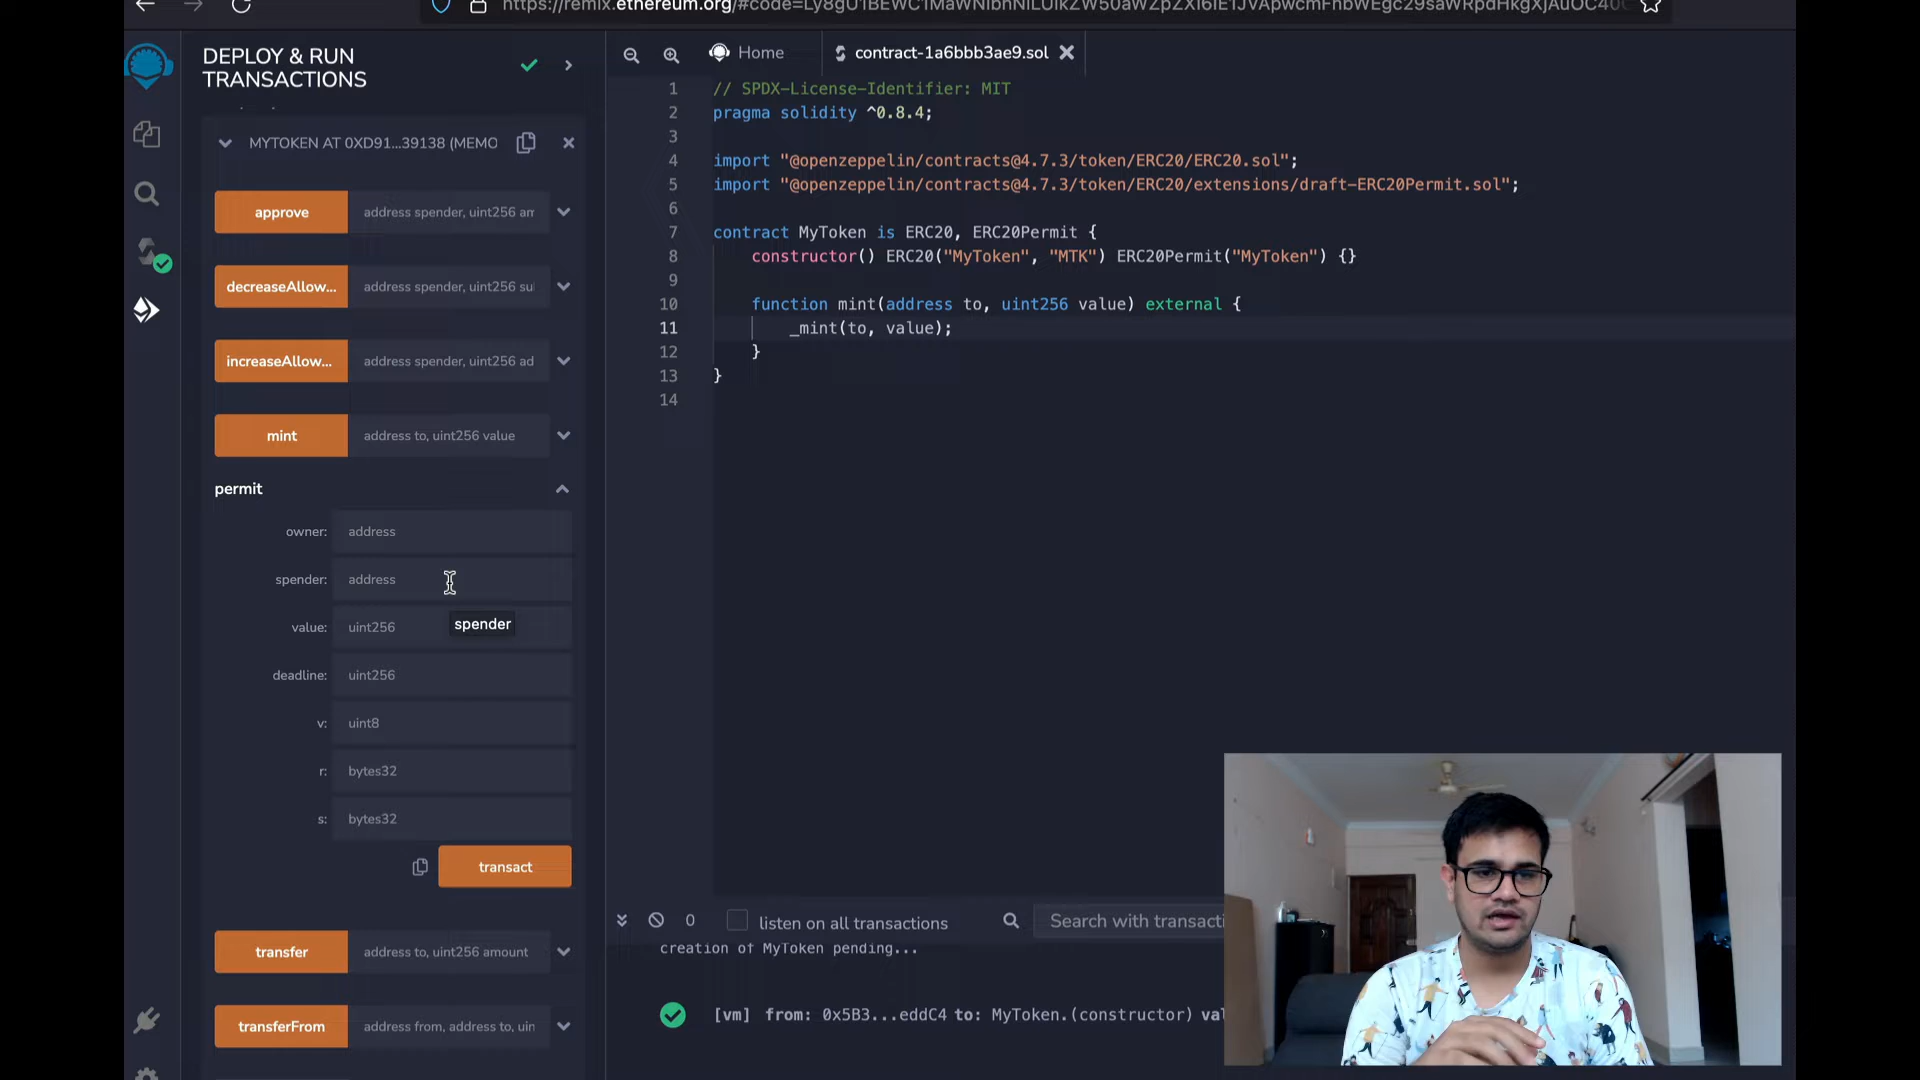 https://remix.ethereum.org/#code=
DEPLOY & RUN
TRANSACTIONS
MYTOKEN AT 0XD91...39138 (MEMO
approve
address spender, uint256 am
decreaseAllow...
address spender, uint256 su
increaseAllow...
address spender, uint256 ad
mint
address to, uint256 value
permit
owner: address
spender: address
spender
value: uint256
deadline: uint256
v: uint8
r: bytes32
s: bytes32
transact
transfer
address to, uint256 amount
transferFrom
address from, address to, uin
Home
contract-1a6bbb3ae9.sol
1 // SPDX-License-Identifier: MIT
2 pragma solidity ^0.8.4;
3
4 import "@openzeppelin/contracts@4.7.3/token/ERC20/ERC20.sol";
5 import "@openzeppelin/contracts@4.7.3/token/ERC20/extensions/draft-ERC20Permit.sol";
6
7 contract MyToken is ERC20, ERC20Permit {
8 constructor() ERC20("MyToken", "MTK") ERC20Permit("MyToken") {}
9
10 function mint(address to, uint256 value) external {
11 _mint(to, value);
12 }
13 }
14
0
listen on all transactions
Search with transacti
creation of MyToken pending...
[vm] from: 0x5B3...eddC4 to: MyToken.(constructor) val